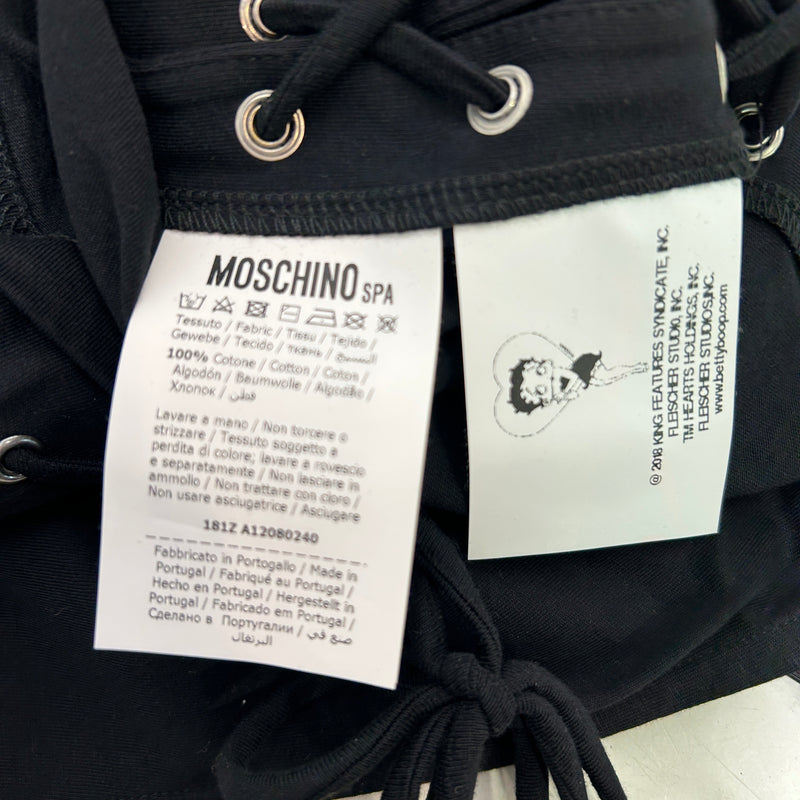 MOSCHINO SPA
Tessuto / Fabric / Tissu / Tejido /
Gewebe / Tecido / ткань / النسيج
100% Cotone / Cotton / Coton /
Algodón / Baumwolle / Algodão /
Хлопок / قطن
Lavare a mano / Non torcere o
strizzare / Tessuto soggetto a
perdita di colore; lavare a rovescio
e separatamente / Non lasciare in
ammollo / Non trattare con cloro /
Non usare asciugatrice / Asciugare
181Z A12080240
Fabbricato in Portogallo / Made in
Portugal / Fabriqué au Portugal /
Hecho en Portugal / Hergestellt in
Portugal / Fabricado em Portugal /
Сделано в Португалии / صنع في
البرتغال
© 2018 KING FEATURES SYNDICATE, INC.
FLEISCHER STUDIO, INC.
TM HEARTS HOLDINGS, INC.
FLEISCHER STUDIOS,INC.
www.bettyboop.com